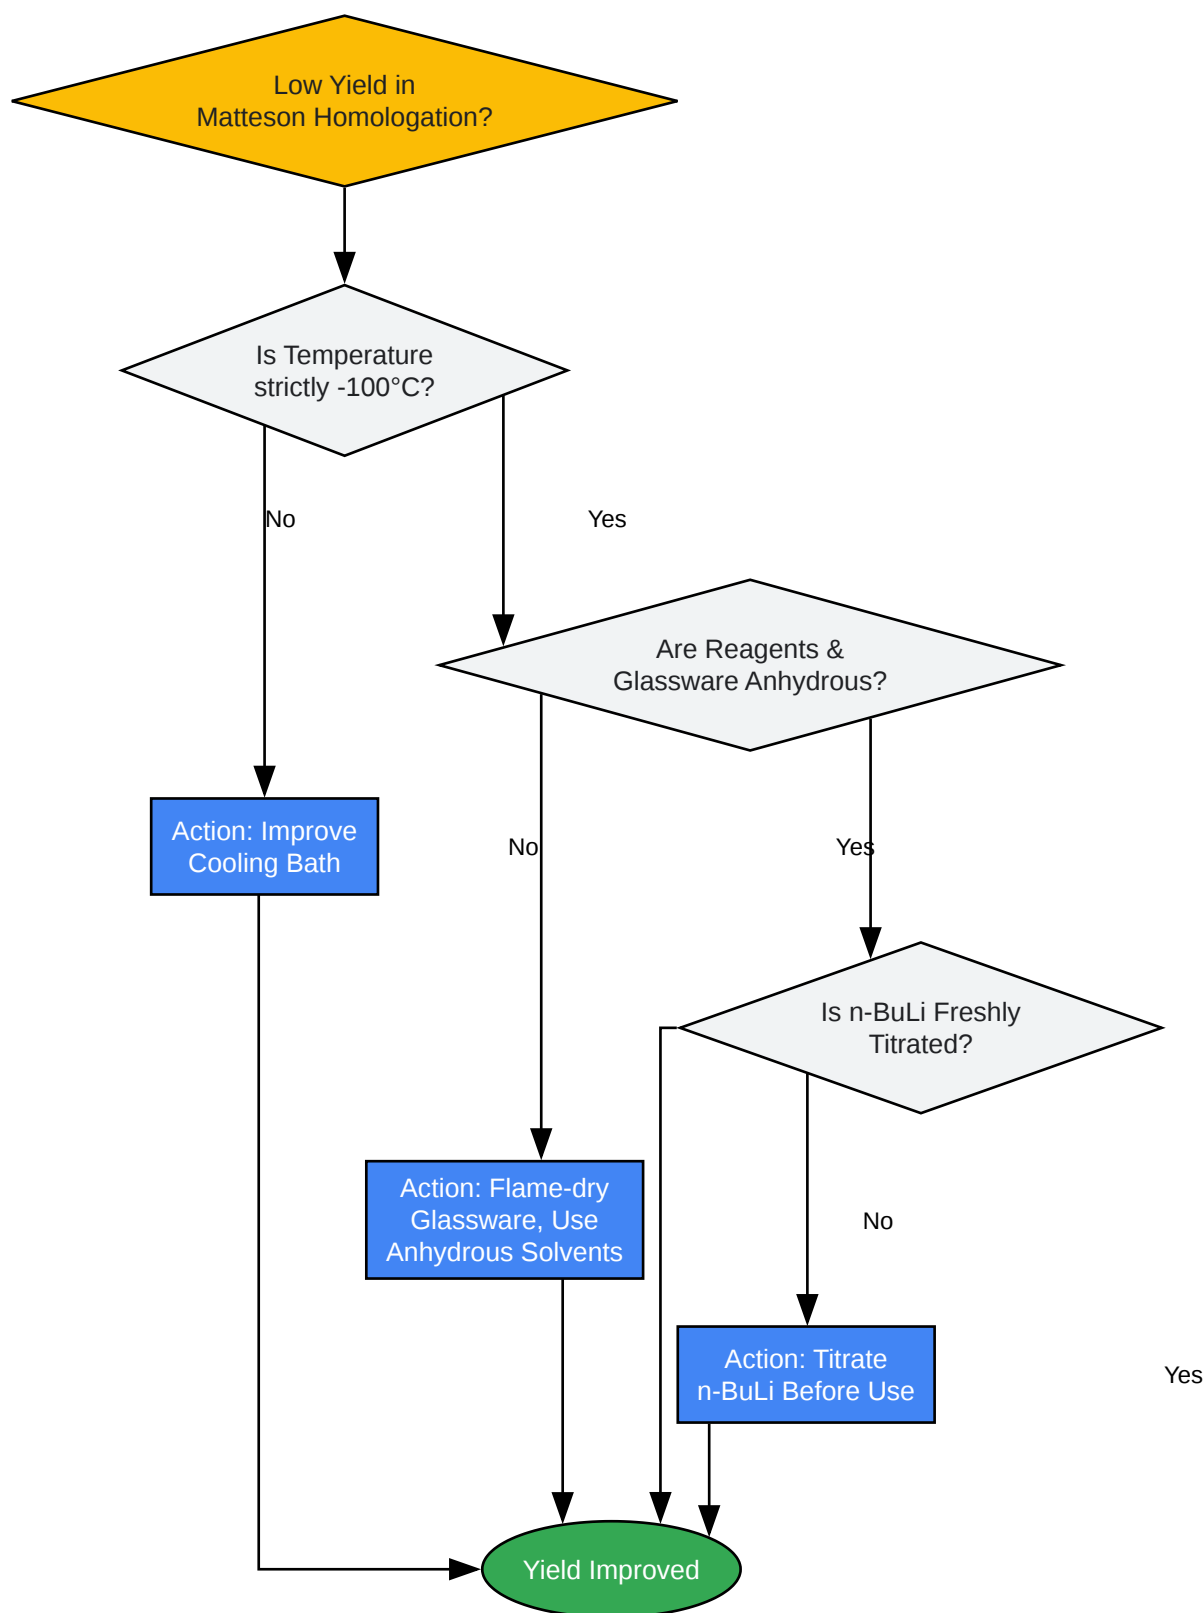 Low Yield in
Matteson Homologation?
Is Temperature
strictly -100°C?
No
Yes
Are Reagents &
Glassware Anhydrous?
Action: Improve
Cooling Bath
No
Yes
Is n-BuLi Freshly
Titrated?
Action: Flame-dry
Glassware, Use
Anhydrous Solvents
No
Action: Titrate
n-BuLi Before Use
Yes
Yield Improved